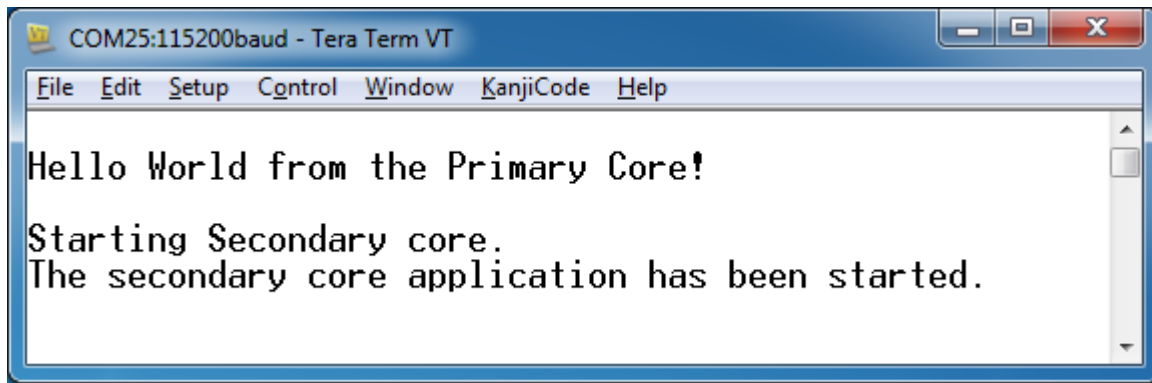 COM25:115200baud - Tera Term VT
File Edit Setup Control Window KanjiCode Help
Hello World from the Primary Core!
Starting Secondary core.
The secondary core application has been started.